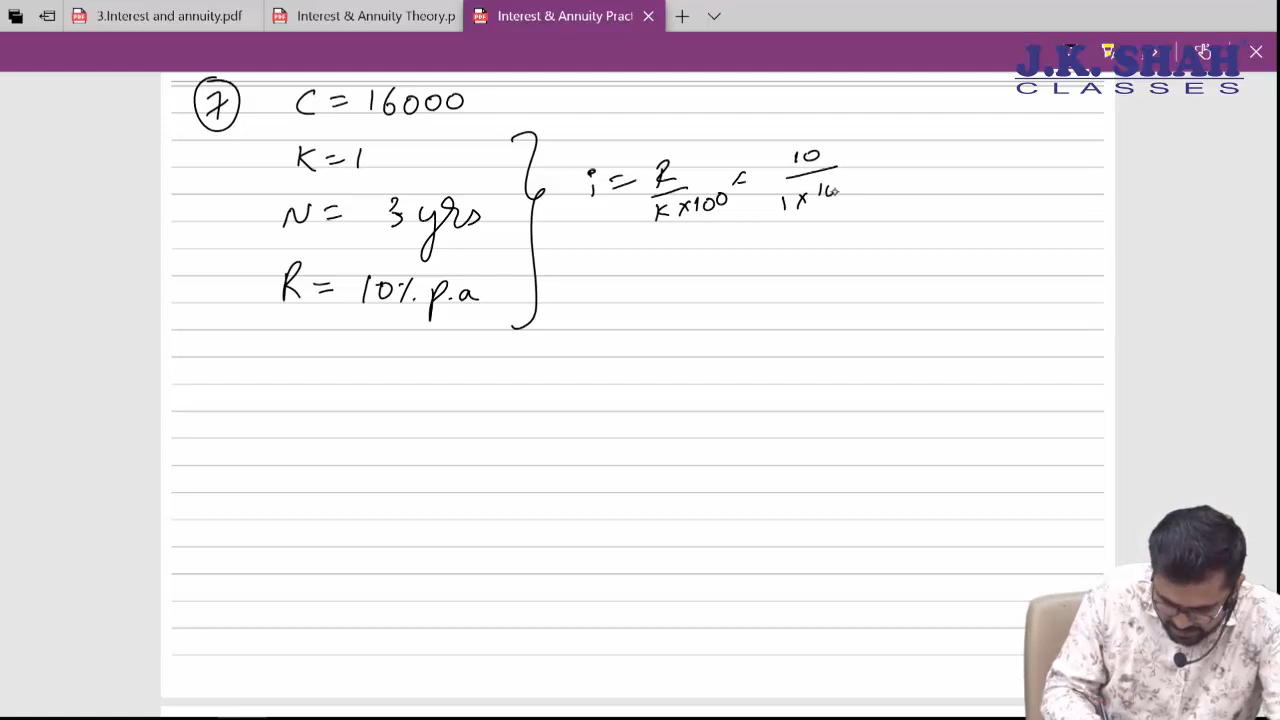 3.Interest and annuity.pdf
Interest & Annuity Theory.p
Interest & Annuity Pract
J.K. SHAH
CLASSES
7 C = 16000
K = 1
N = 3 yrs
R = 10% p.a
i = R / K × 100 = 10 / 1 × 10